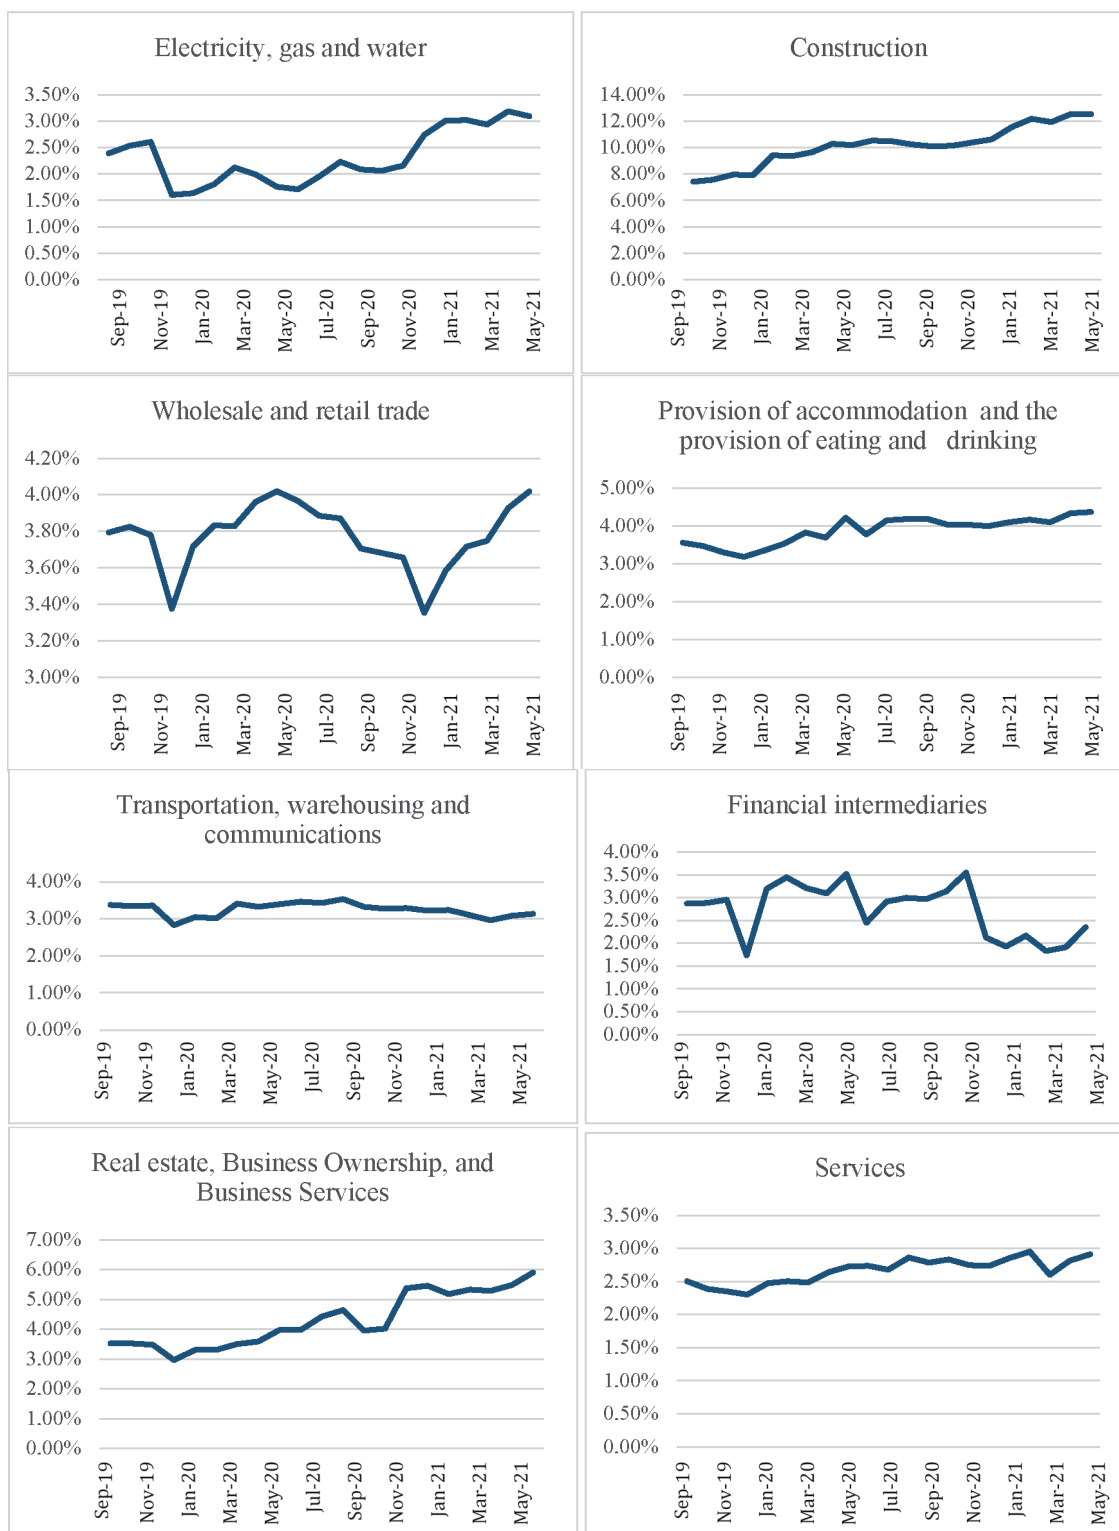 Electricity, gas and water
3.50%
3.00%
2.50%
2.00%
1.50%
1.00%
0.50%
0.00%
Sep-19
Nov-19
Jan-20
Mar-20
May-20
Jul-20
Sep-20
Nov-20
Jan-21
Mar-21
May-21
Construction
14.00%
12.00%
10.00%
8.00%
6.00%
4.00%
2.00%
0.00%
Sep-19
Nov-19
Jan-20
Mar-20
May-20
Jul-20
Sep-20
Nov-20
Jan-21
Mar-21
May-21
Wholesale and retail trade
4.20%
4.00%
3.80%
3.60%
3.40%
3.20%
3.00%
Sep-19
Nov-19
Jan-20
Mar-20
May-20
Jul-20
Sep-20
Nov-20
Jan-21
Mar-21
May-21
Provision of accommodation and the
provision of eating and drinking
5.00%
4.00%
3.00%
2.00%
1.00%
0.00%
Sep-19
Nov-19
Jan-20
Mar-20
May-20
Jul-20
Sep-20
Nov-20
Jan-21
Mar-21
May-21
Transportation, warehousing and
communications
4.00%
3.00%
2.00%
1.00%
0.00%
Sep-19
Nov-19
Jan-20
Mar-20
May-20
Jul-20
Sep-20
Nov-20
Jan-21
Mar-21
May-21
Financial intermediaries
4.00%
3.50%
3.00%
2.50%
2.00%
1.50%
1.00%
0.50%
0.00%
Sep-19
Nov-19
Jan-20
Mar-20
May-20
Jul-20
Sep-20
Nov-20
Jan-21
Mar-21
May-21
Real estate, Business Ownership, and
Business Services
7.00%
6.00%
5.00%
4.00%
3.00%
2.00%
1.00%
0.00%
Sep-19
Nov-19
Jan-20
Mar-20
May-20
Jul-20
Sep-20
Nov-20
Jan-21
Mar-21
May-21
Services
3.50%
3.00%
2.50%
2.00%
1.50%
1.00%
0.50%
0.00%
Sep-19
Nov-19
Jan-20
Mar-20
May-20
Jul-20
Sep-20
Nov-20
Jan-21
Mar-21
May-21